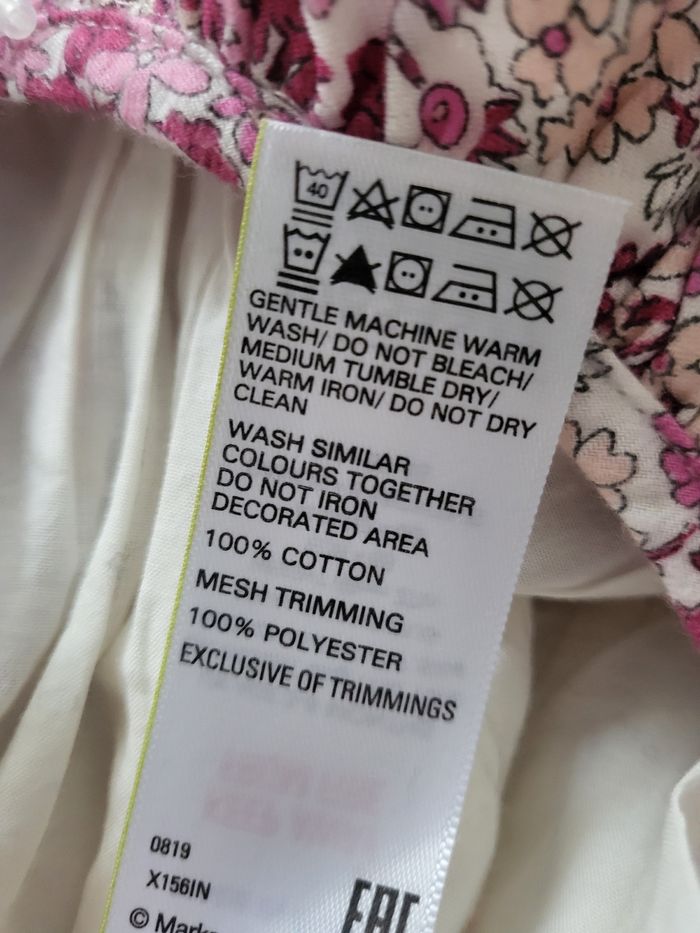 40
GENTLE MACHINE WARM
WASH/ DO NOT BLEACH/
MEDIUM TUMBLE DRY/
WARM IRON/ DO NOT DRY
CLEAN
WASH SIMILAR
COLOURS TOGETHER
DO NOT IRON
DECORATED AREA
100% COTTON
MESH TRIMMING
100% POLYESTER
EXCLUSIVE OF TRIMMINGS
0819
X156IN
EAC
©